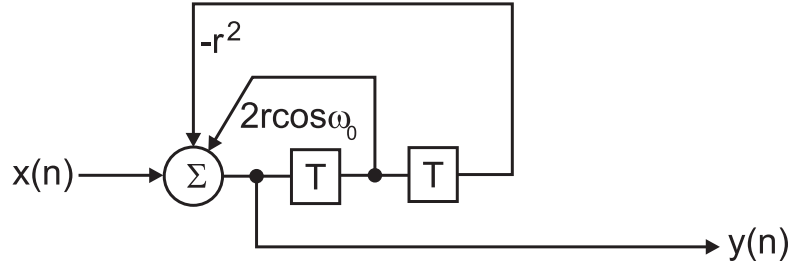 -r²
2rcosω₀
x(n)
Σ
T
T
y(n)